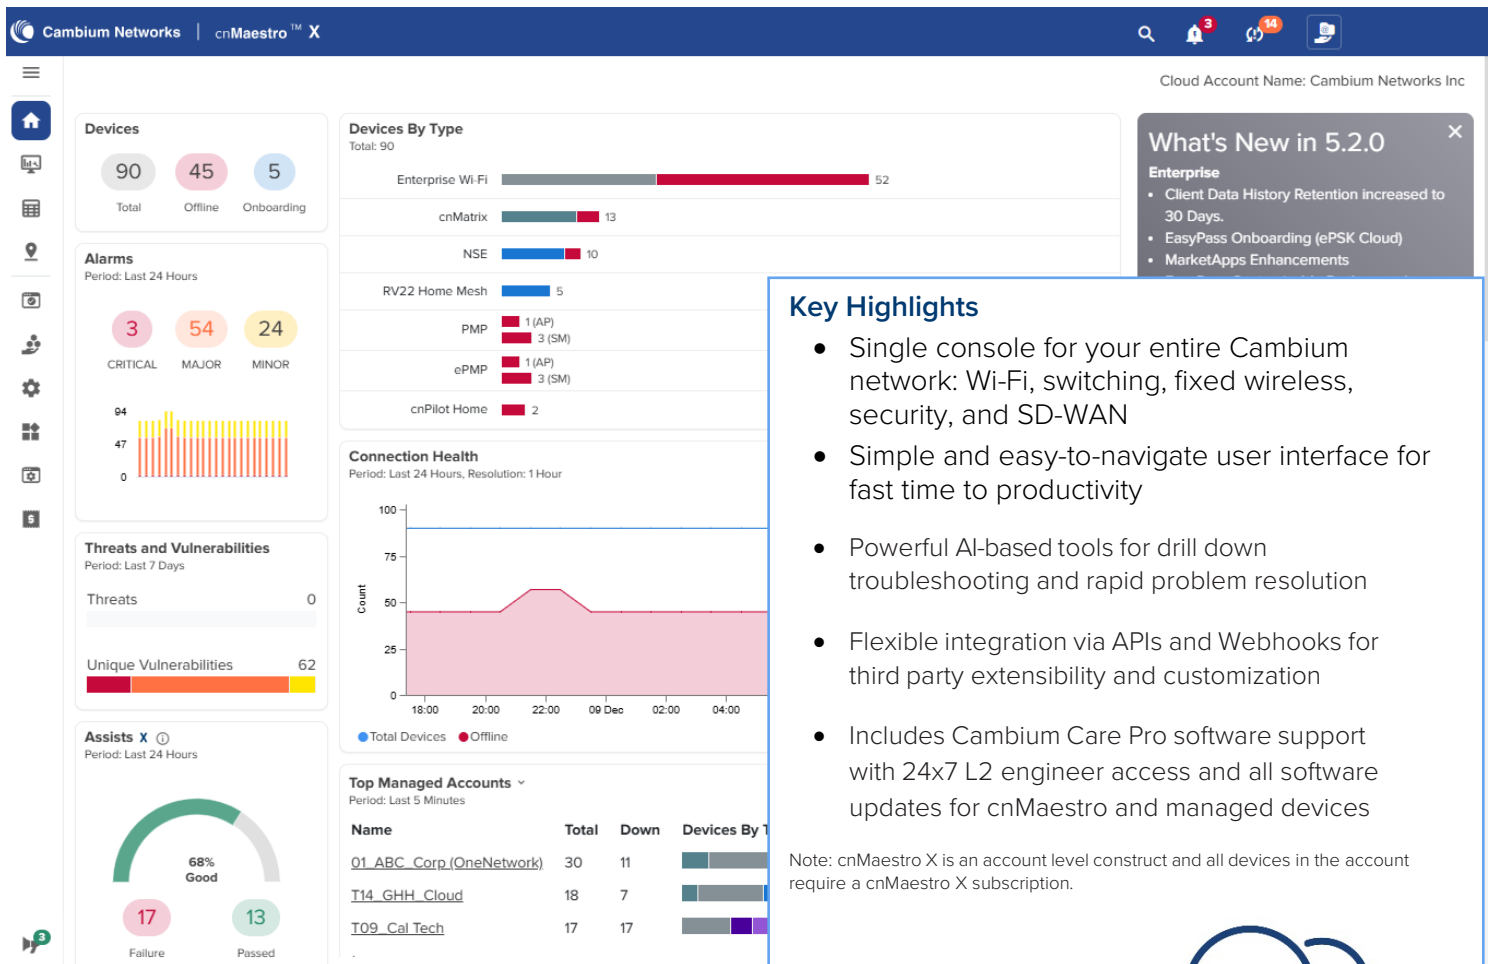 Cambium Networks | cnMaestro™ X
3
14
Cloud Account Name: Cambium Networks Inc
Devices
90
45
5
Total
Offline
Onboarding
Alarms
Period: Last 24 Hours
3
54
24
CRITICAL
MAJOR
MINOR
94
47
0
Threats and Vulnerabilities
Period: Last 7 Days
Threats 0
Unique Vulnerabilities 62
Assists X
Period: Last 24 Hours
68%
Good
17
13
Failure
Passed
3
Devices By Type
Total: 90
Enterprise Wi-Fi 52
cnMatrix 13
NSE 10
RV22 Home Mesh 5
PMP 1 (AP)
3 (SM)
ePMP 1 (AP)
3 (SM)
cnPilot Home 2
Connection Health
Period: Last 24 Hours, Resolution: 1 Hour
100
75
50
25
0
Count
18:00 20:00 22:00 09 Dec 02:00 04:00
Total Devices Offline
Top Managed Accounts
Period: Last 5 Minutes
Name Total Down Devices By T
01_ABC_Corp (OneNetwork) 30 11
T14_GHH_Cloud 18 7
T09_Cal Tech 17 17
What's New in 5.2.0
Enterprise
• Client Data History Retention increased to
30 Days.
• EasyPass Onboarding (ePSK Cloud)
• MarketApps Enhancements
Key Highlights
• Single console for your entire Cambium
network: Wi-Fi, switching, fixed wireless,
security, and SD-WAN
• Simple and easy-to-navigate user interface for
fast time to productivity
• Powerful AI-based tools for drill down
troubleshooting and rapid problem resolution
• Flexible integration via APIs and Webhooks for
third party extensibility and customization
• Includes Cambium Care Pro software support
with 24x7 L2 engineer access and all software
updates for cnMaestro and managed devices
Note: cnMaestro X is an account level construct and all devices in the account
require a cnMaestro X subscription.